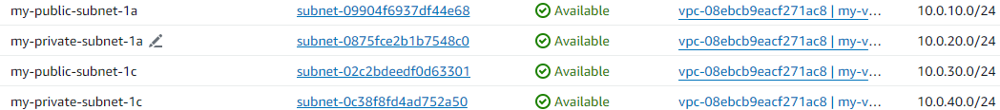 my-public-subnet-1a subnet-09904f6937df44e68 Available vpc-08ebcb9eacf271ac8 | my-v… 10.0.10.0/24
my-private-subnet-1a subnet-0875fce2b1b7548c0 Available vpc-08ebcb9eacf271ac8 | my-v… 10.0.20.0/24
my-public-subnet-1c subnet-02c2bdeedf0d63301 Available vpc-08ebcb9eacf271ac8 | my-v… 10.0.30.0/24
my-private-subnet-1c subnet-0c38f8fd4ad752a50 Available vpc-08ebcb9eacf271ac8 | my-v… 10.0.40.0/24